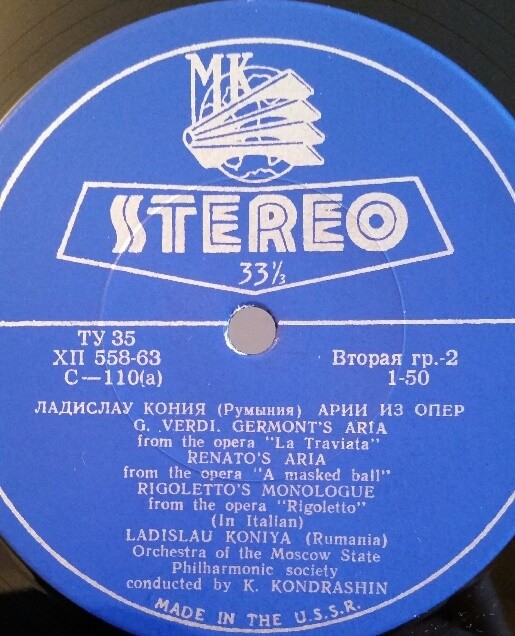 МК
STEREO
33⅓
ТУ 35
ХП 558-63 Вторая гр.-2
С—110(а) 1-50
ЛАДИСЛАУ КОНИЯ (Румыния) АРИИ ИЗ ОПЕР
G. .VERDI. GERMONT'S ARIA
from the opera "La Traviata"
RENATO'S ARIA
from the opera "A masked ball"
RIGOLETTO'S MONOLOGUE
from the opera "Rigoletto"
(In Italian)
LADISLAU KONIYA (Rumania)
Orchestra of the Moscow State
Philharmonic society
conducted by K. KONDRASHIN
MADE IN THE U.S.S.R.